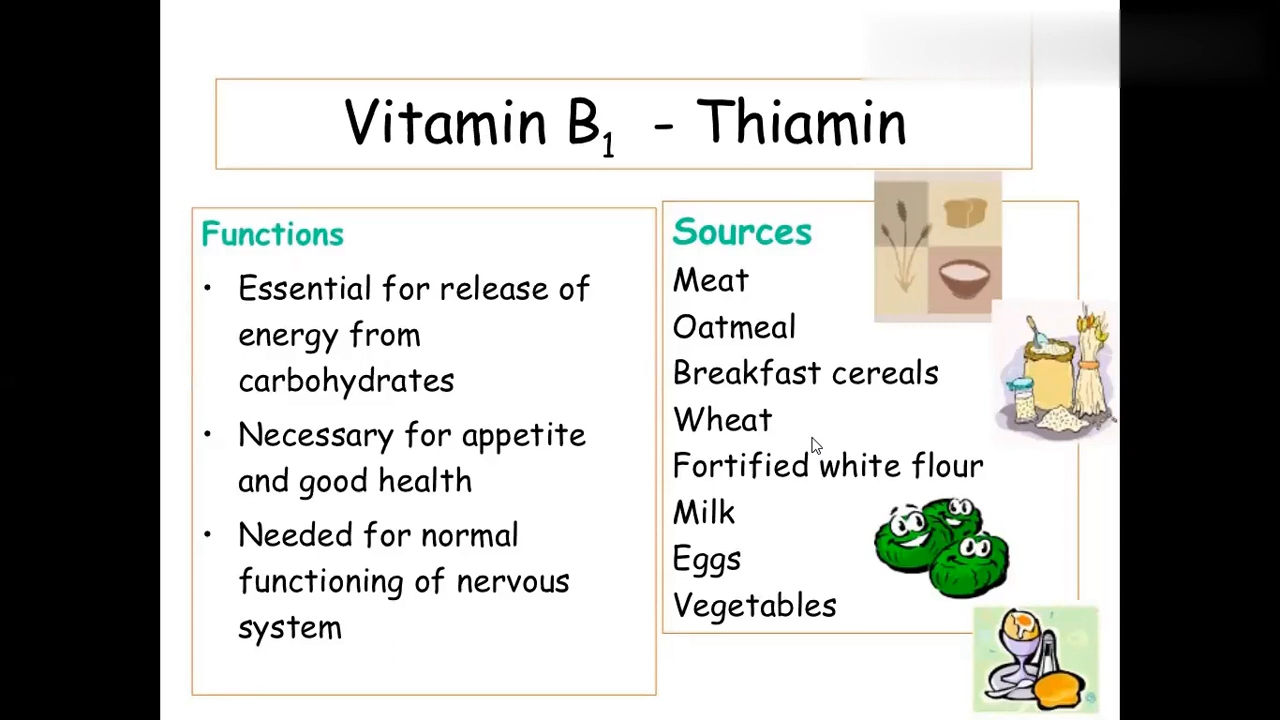 Vitamin B₁ - Thiamin
Functions
• Essential for release of
energy from
carbohydrates
• Necessary for appetite
and good health
• Needed for normal
functioning of nervous
system
Sources
Meat
Oatmeal
Breakfast cereals
Wheat
Fortified white flour
Milk
Eggs
Vegetables